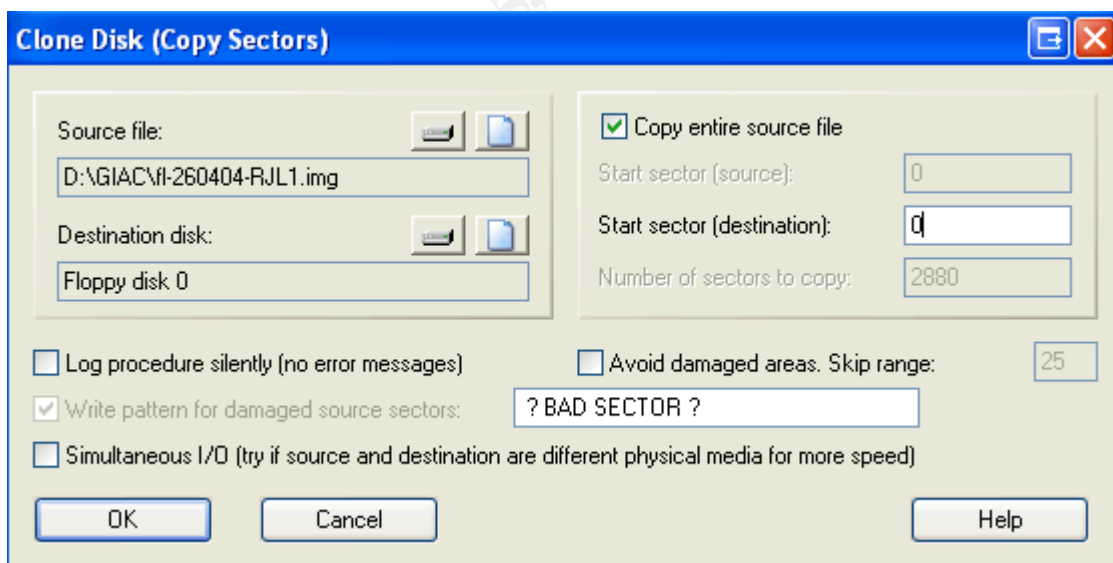 Clone Disk (Copy Sectors)
Source file:
D:\GIAC\fl-260404-RJL1.img
Destination disk:
Floppy disk 0
Copy entire source file
Start sector (source): 0
Start sector (destination): 0
Number of sectors to copy: 2880
Log procedure silently (no error messages)
Avoid damaged areas. Skip range: 25
Write pattern for damaged source sectors: ? BAD SECTOR ?
Simultaneous I/O (try if source and destination are different physical media for more speed)
OK Cancel Help